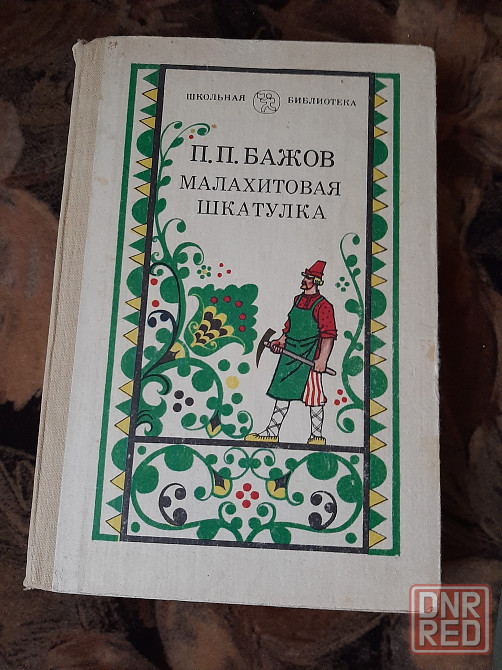 ШКОЛЬНАЯ БИБЛИОТЕКА
П.П.БАЖОВ
МАЛАХИТОВАЯ
ШКАТУЛКА
DNR
RED